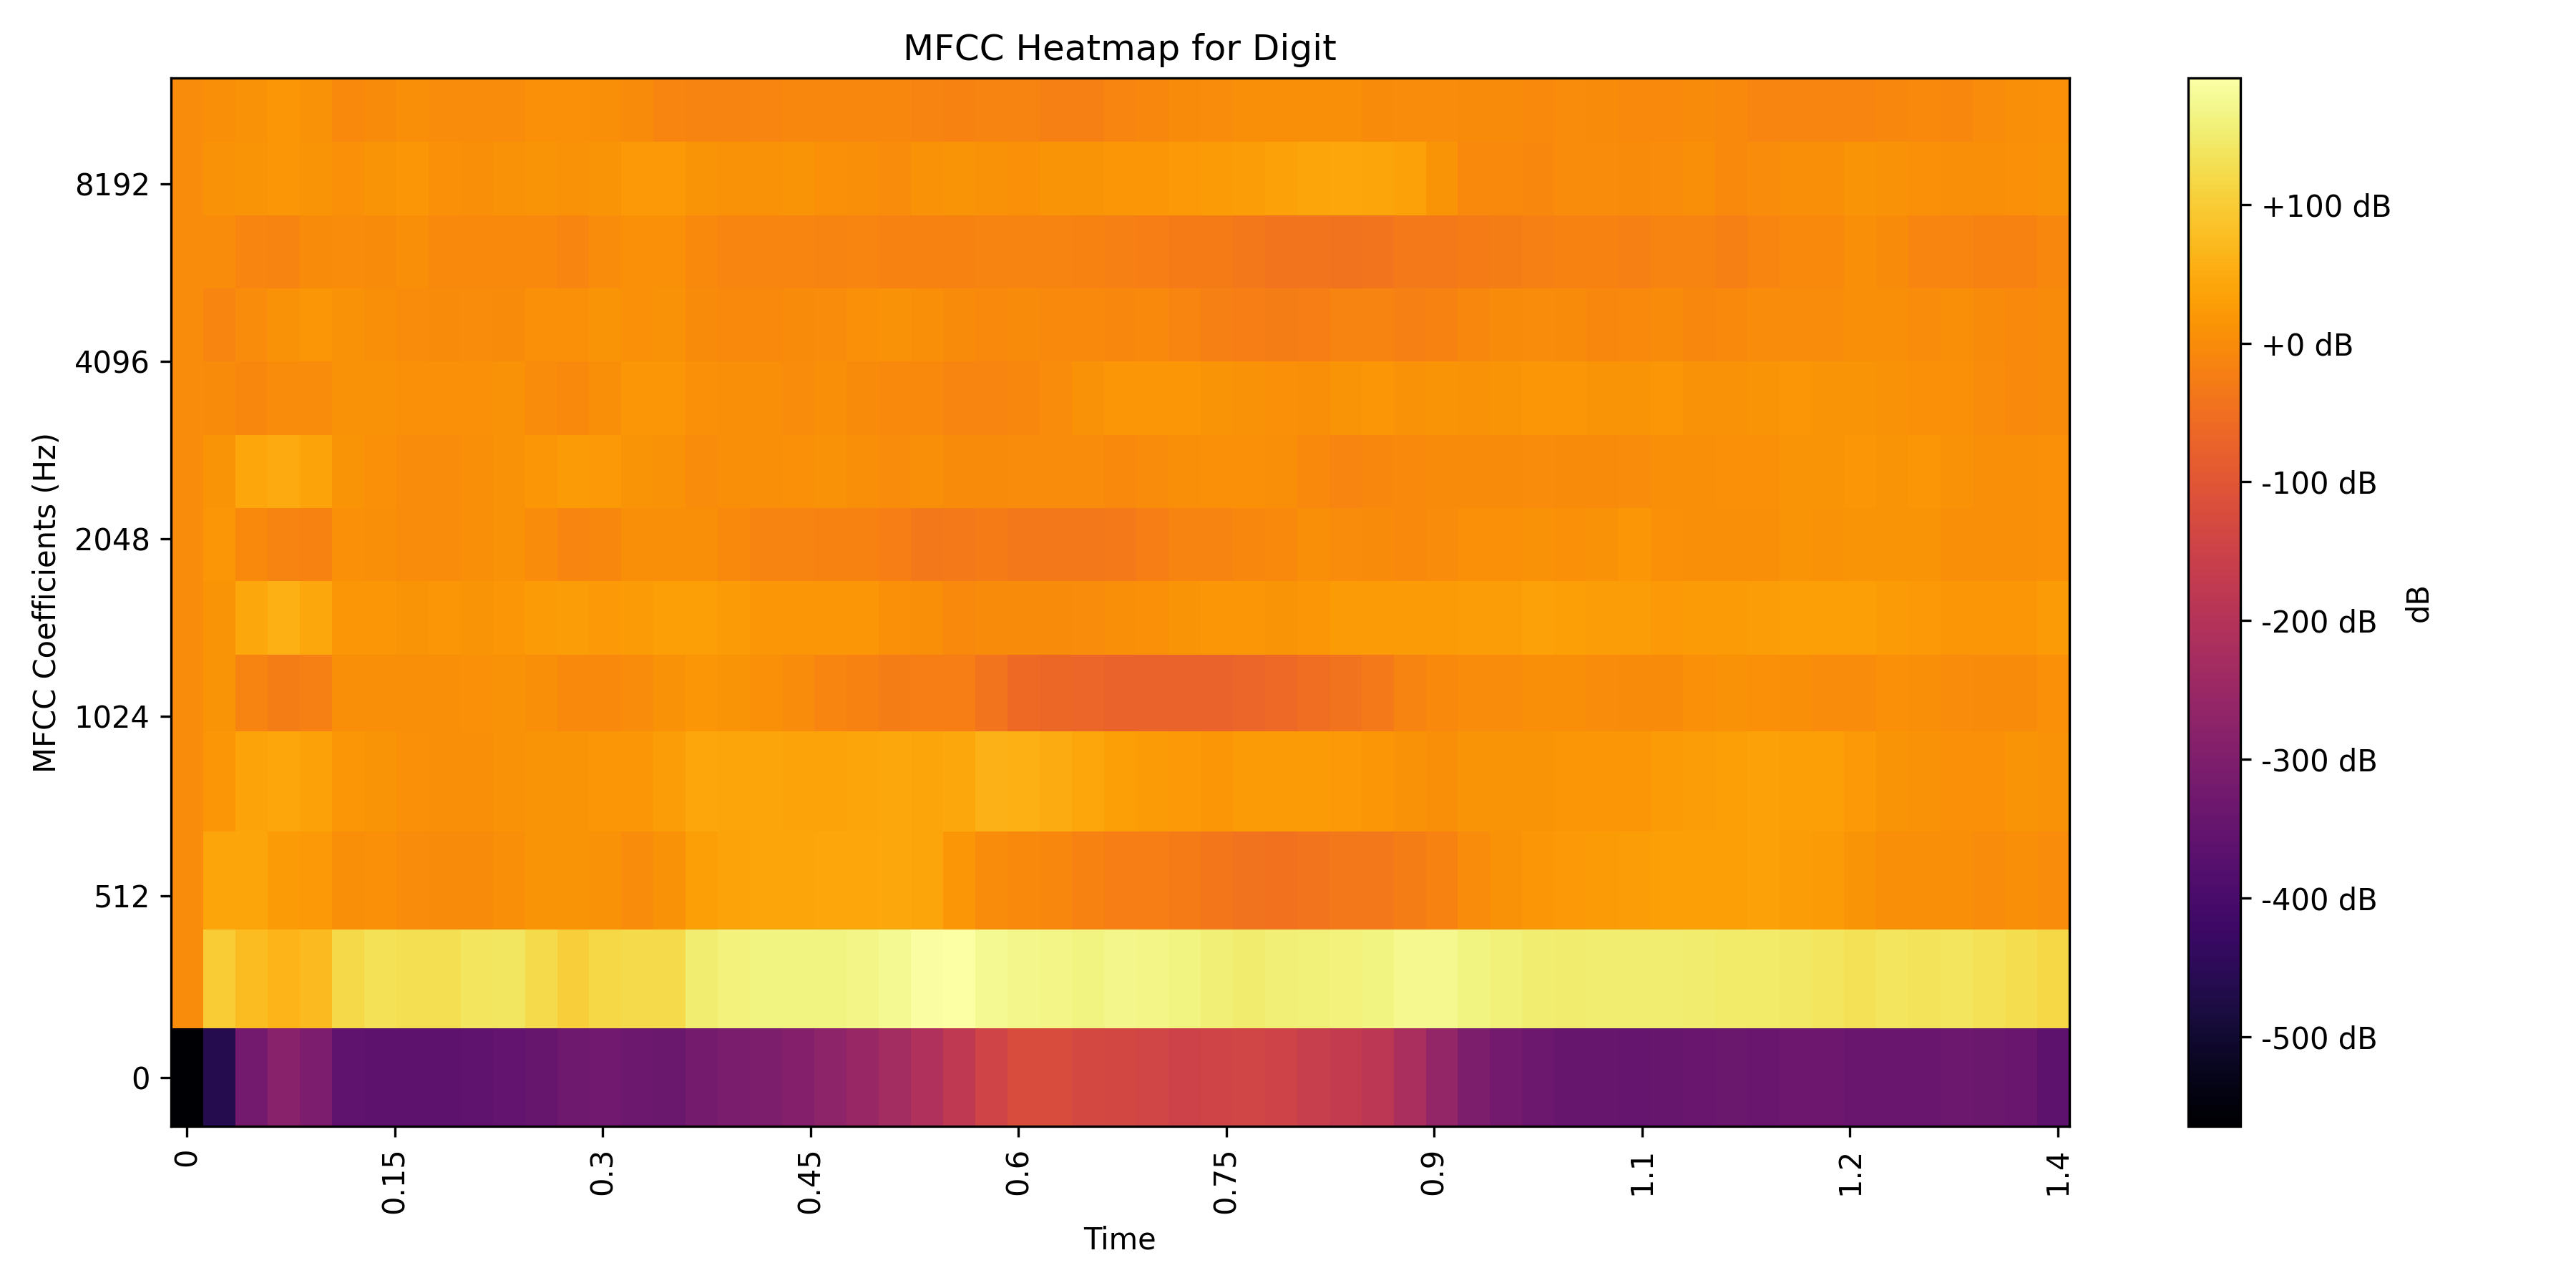 MFCC Heatmap for Digit
MFCC Coefficients (Hz)
8192
4096
2048
1024
512
0
0
0.15
0.3
0.45
0.6
0.75
0.9
1.1
1.2
1.4
Time
+100 dB
+0 dB
-100 dB
-200 dB
-300 dB
-400 dB
-500 dB
dB